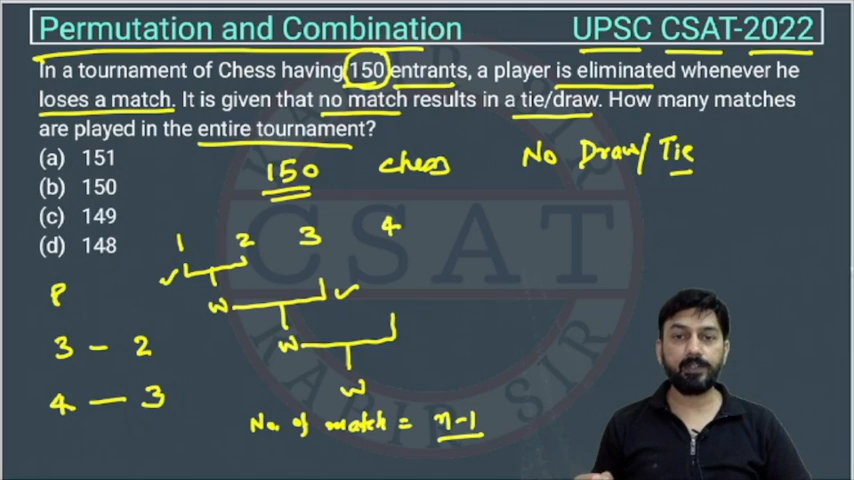 Permutation and Combination
UPSC CSAT-2022
In a tournament of Chess having 150 entrants, a player is eliminated whenever he
loses a match. It is given that no match results in a tie/draw. How many matches
are played in the entire tournament?
(a) 151
(b) 150
(c) 149
(d) 148
150 chess No Draw/ Tie
1 2 3 4
W
W
W
P
3 - 2
4 - 3
No. of match = n-1
CSAT
KABIR SIR